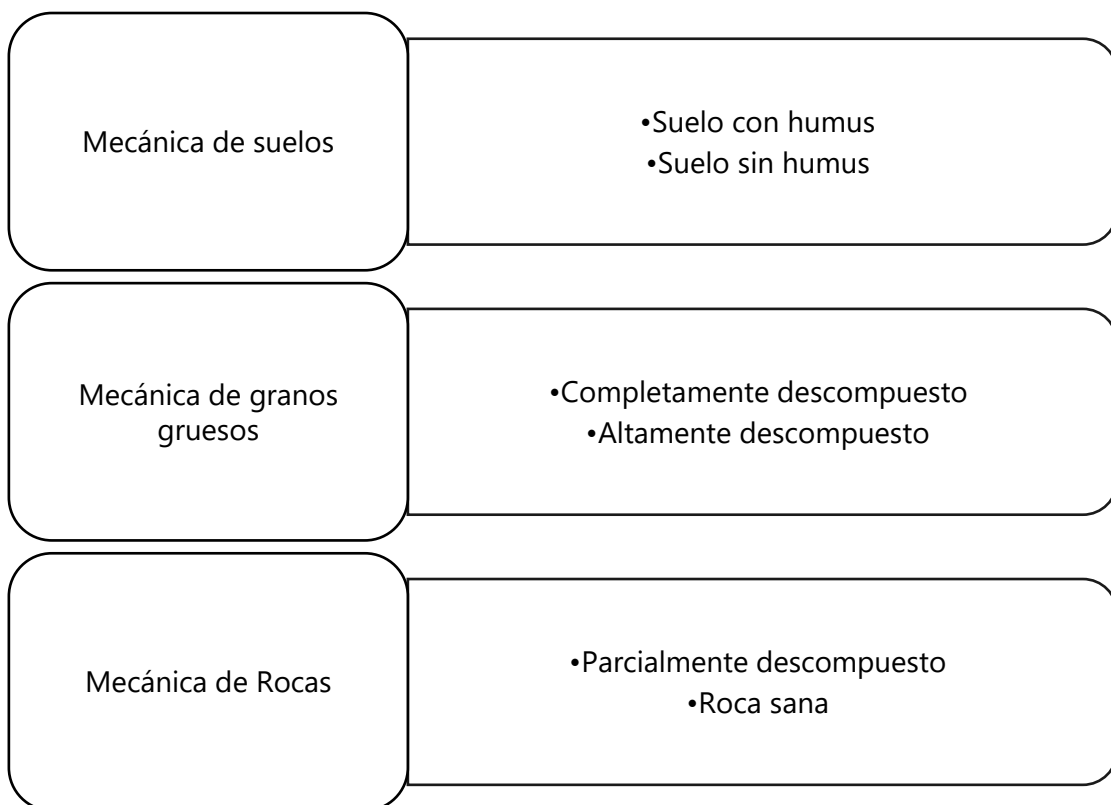 Mecánica de suelos
•Suelo con humus
•Suelo sin humus
Mecánica de granos
gruesos
•Completamente descompuesto
•Altamente descompuesto
Mecánica de Rocas
•Parcialmente descompuesto
•Roca sana